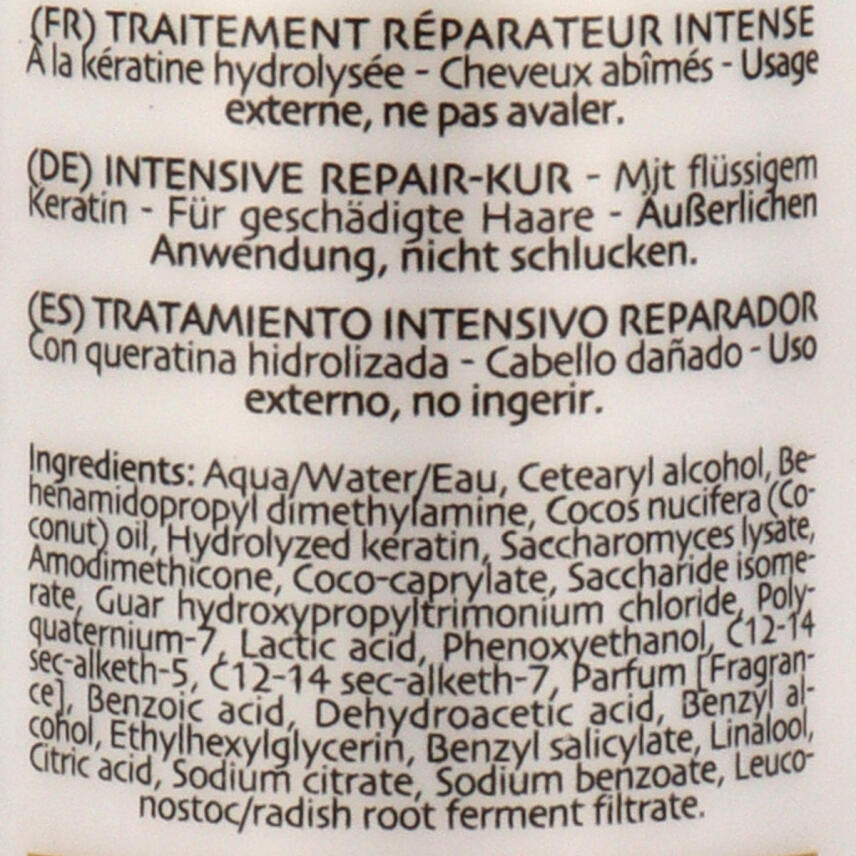 (FR) TRAITEMENT RÉPARATEUR INTENSE
À la kératine hydrolysée - Cheveux abîmés - Usage
externe, ne pas avaler.
(DE) INTENSIVE REPAIR-KUR - Mit flüssigem
Keratin - Für geschädigte Haare - Äußerlichen
Anwendung, nicht schlucken.
(ES) TRATAMIENTO INTENSIVO REPARADOR
Con queratina hidrolizada - Cabello dañado - Uso
externo, no ingerir.
Ingredients: Aqua/Water/Eau, Cetearyl alcohol, Be-
henamidopropyl dimethylamine, Cocos nucifera (Co-
conut) oil, Hydrolyzed keratin, Saccharomyces lysate,
Amodimethicone, Coco-caprylate, Saccharide isome-
rate, Guar hydroxypropyltrimonium chloride, Poly-
quaternium-7, Lactic acid, Phenoxyethanol, C12-14
sec-alketh-5, C12-14 sec-alketh-7, Parfum [Fragran-
ce], Benzoic acid, Dehydroacetic acid, Benzyl al-
cohol, Ethylhexylglycerin, Benzyl salicylate, Linalool,
Citric acid, Sodium citrate, Sodium benzoate, Leuco-
nostoc/radish root ferment filtrate.